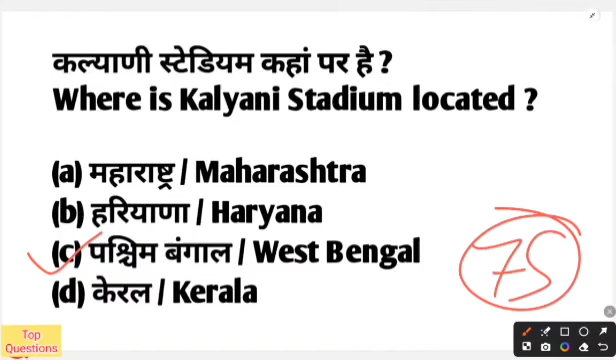 कल्याणी स्टेडियम कहां पर है ?
Where is Kalyani Stadium located ?
(a) महाराष्ट्र / Maharashtra
(b) हरियाणा / Haryana
(c) पश्चिम बंगाल / West Bengal
(d) केरल / Kerala
75
Top
Questions